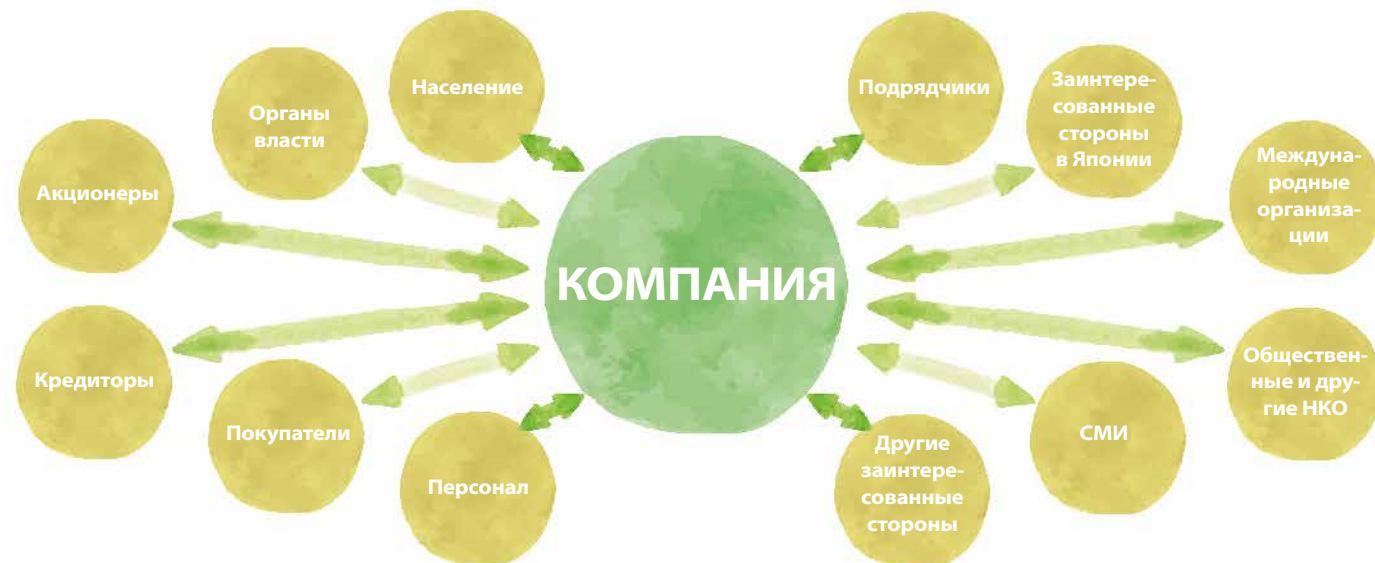 Население
Органы
власти
Акционеры
Кредиторы
Покупатели
Персонал
КОМПАНИЯ
Подрядчики
Заинтере-
сованные
стороны
в Японии
Междуна-
родные
организа-
ции
Обществен-
ные и дру-
гие НКО
СМИ
Другие
заинтере-
сованные
стороны